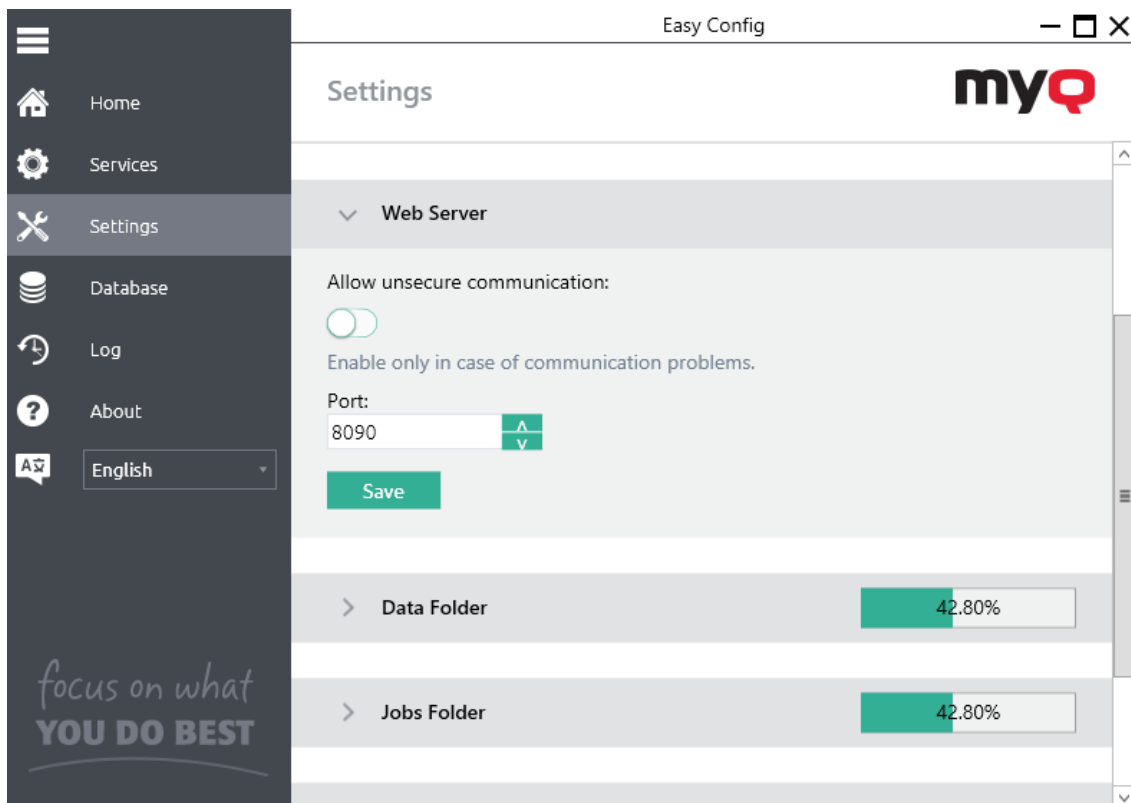 Easy Config
Home
Services
Settings
Database
Log
About
English
focus on what
YOU DO BEST
Settings
myQ
Web Server
Allow unsecure communication:
Enable only in case of communication problems.
Port:
8090
Save
Data Folder 42.80%
Jobs Folder 42.80%